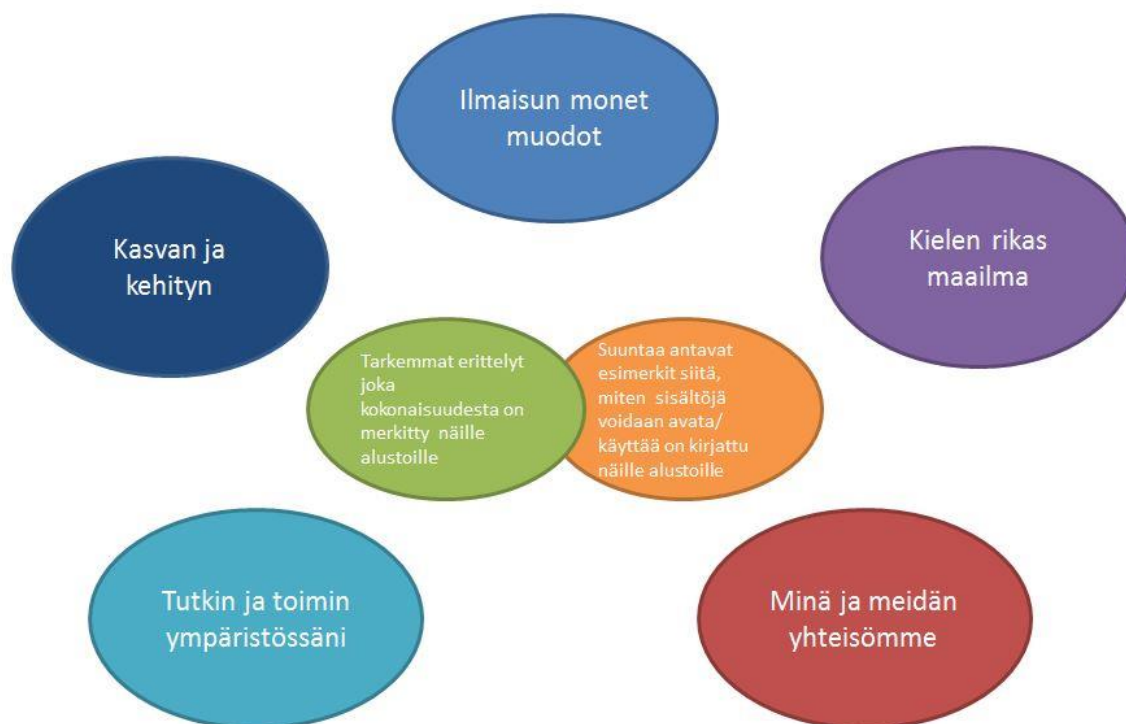 Ilmaisun monet
muodot
Kasvan ja
kehityn
Kielen rikas
maailma
Tarkemmat erittelyt
joka
kokonaisuudesta on
merkitty näille
alustoille
Suuntaa antavat
esimerkit siitä,
miten sisältöjä
voidaan avata/
käyttää on kirjattu
näille alustoille
Tutkin ja toimin
ympäristössäni
Minä ja meidän
yhteisömme